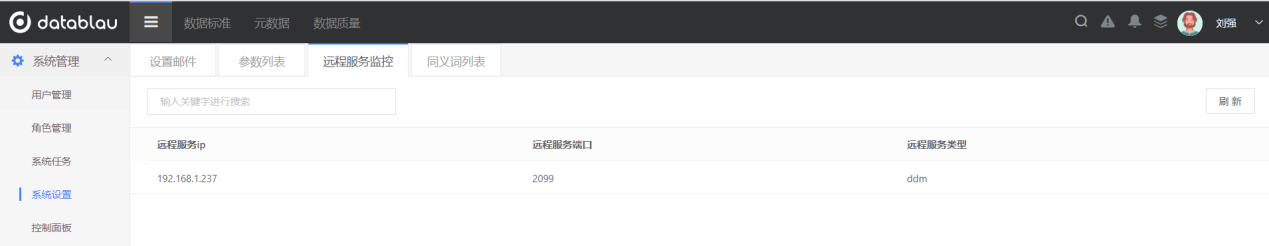 datablau 数据标准 元数据 数据质量 刘强
系统管理 设置邮件 参数列表 远程服务监控 同义词列表
用户管理
输入关键字进行搜索 刷 新
角色管理
远程服务ip 远程服务端口 远程服务类型
系统任务
192.168.1.237 2099 ddm
系统设置
控制面板